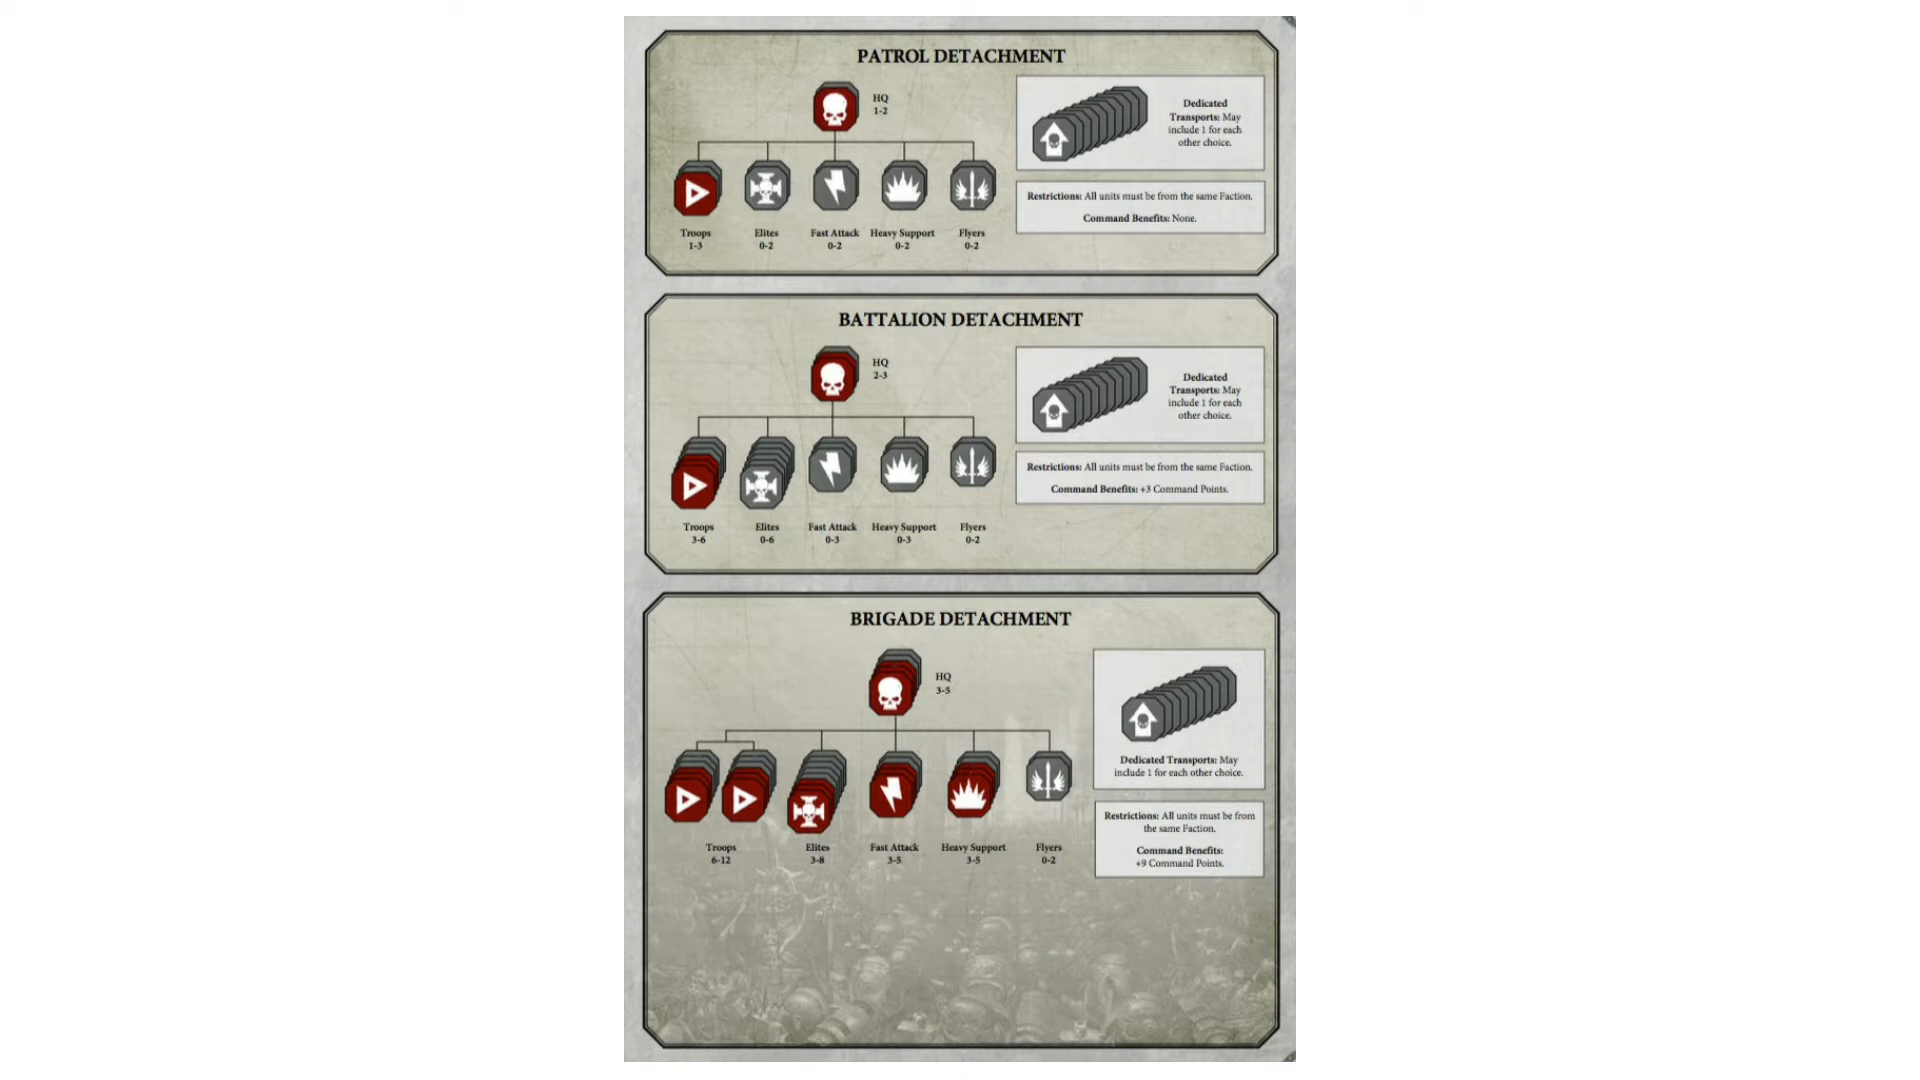 PATROL DETACHMENT
HQ
1-2
Troops
1-3
Elites
0-2
Fast Attack
0-2
Heavy Support
0-2
Flyers
0-2
Dedicated
Transports: May
include 1 for each
other choice.
Restrictions: All units must be from the same Faction.
Command Benefits: None.
BATTALION DETACHMENT
HQ
2-3
Troops
3-6
Elites
0-6
Fast Attack
0-3
Heavy Support
0-3
Flyers
0-2
Dedicated
Transports: May
include 1 for each
other choice.
Restrictions: All units must be from the same Faction.
Command Benefits: +3 Command Points.
BRIGADE DETACHMENT
HQ
3-5
Troops
6-12
Elites
3-8
Fast Attack
3-5
Heavy Support
3-5
Flyers
0-2
Dedicated Transports: May
include 1 for each other choice.
Restrictions: All units must be from
the same Faction.
Command Benefits:
+9 Command Points.